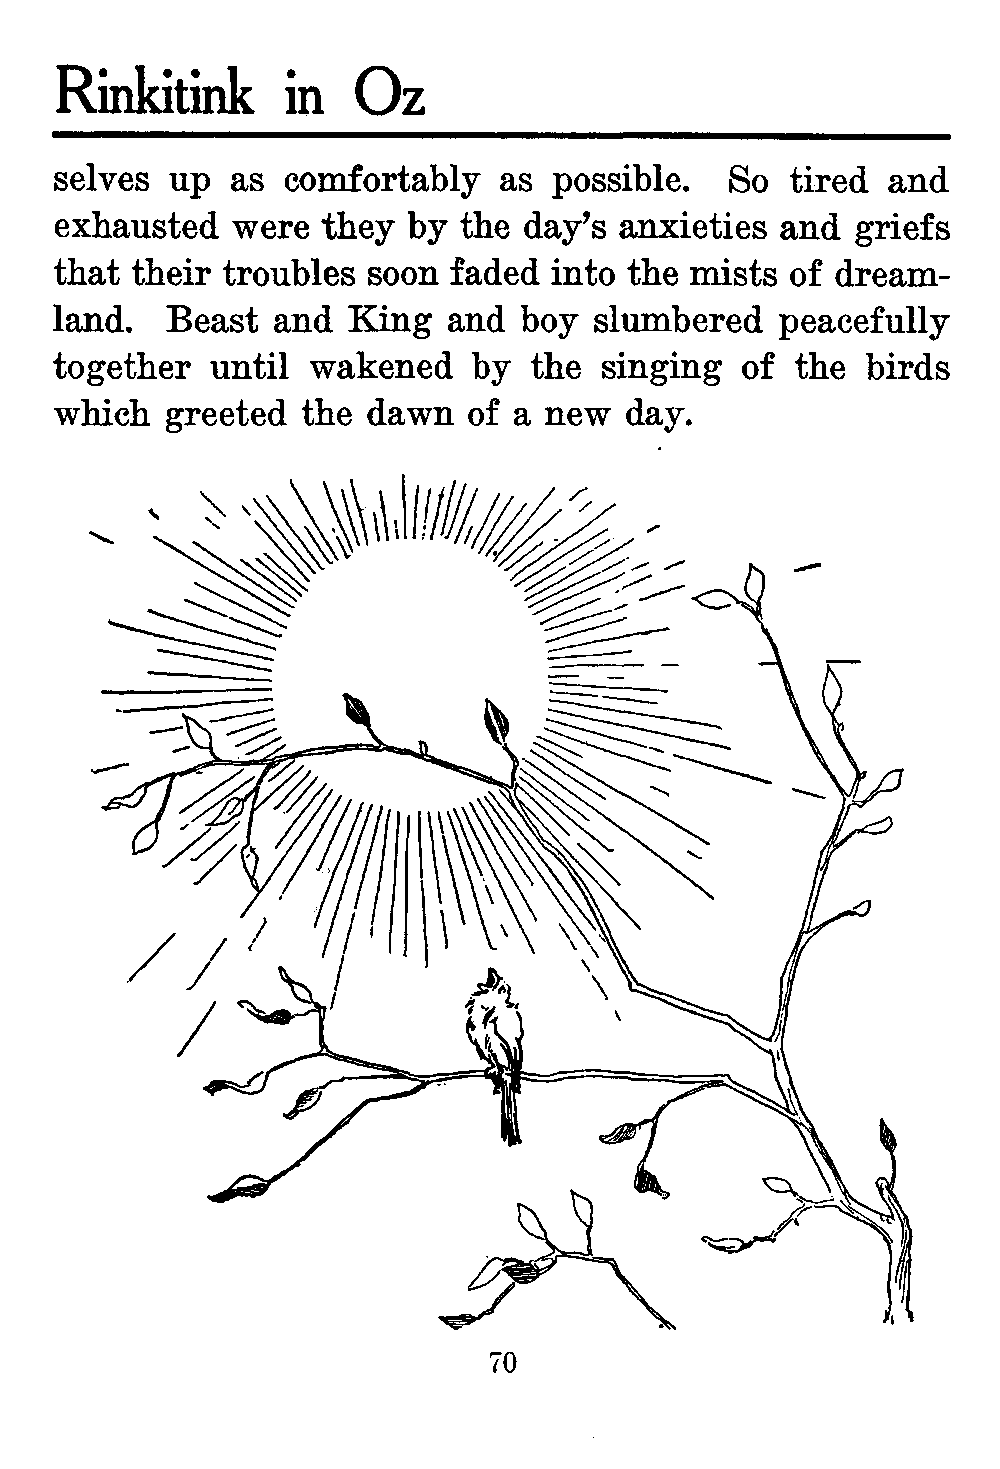 Rinkitink in Oz
selves up as comfortably as possible. So tired and
exhausted were they by the day's anxieties and griefs
that their troubles soon faded into the mists of dream-
land. Beast and King and boy slumbered peacefully
together until wakened by the singing of the birds
which greeted the dawn of a new day.
70